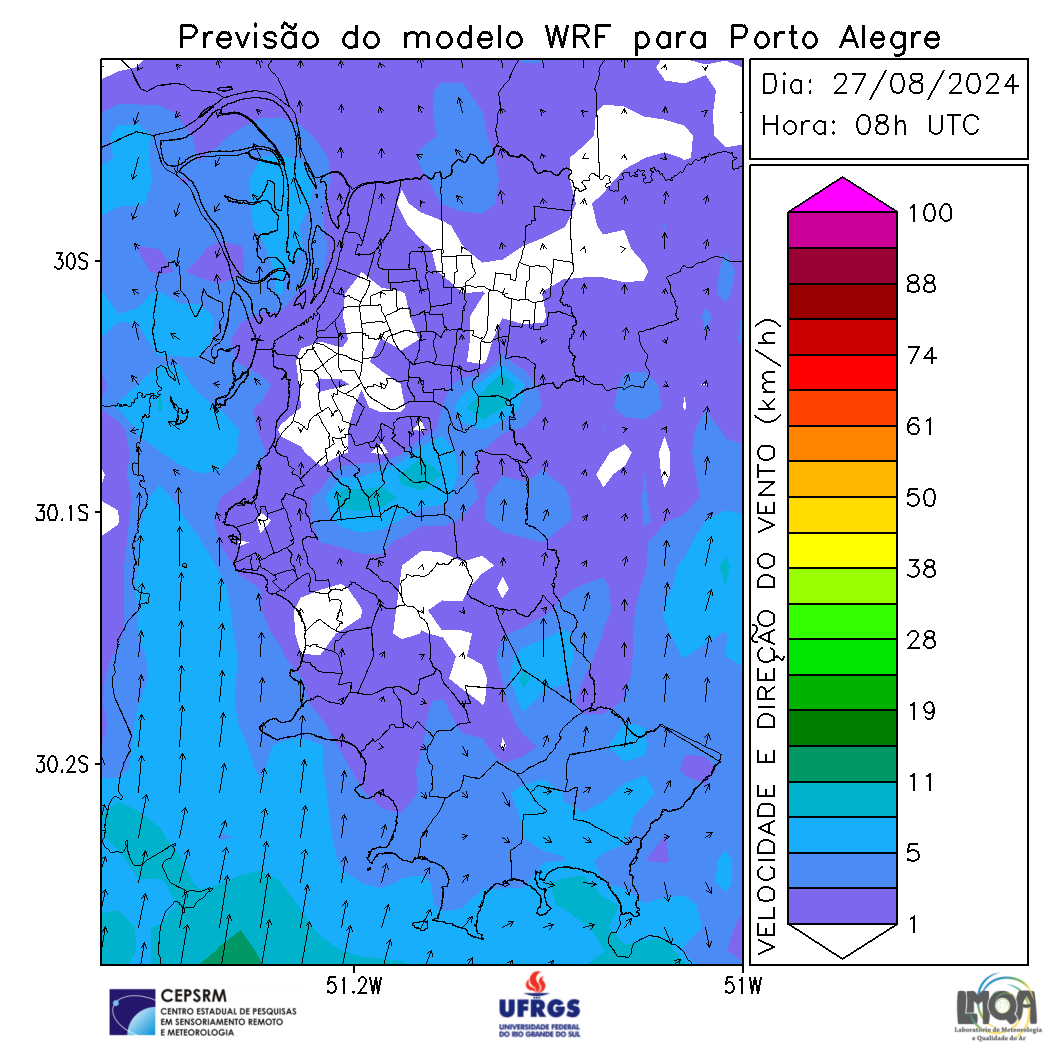 Previsão do modelo WRF para Porto Alegre
Dia: 27/08/2024
Hora: 08h UTC
30S
30.1S
30.2S
51.2W
51W
VELOCIDADE E DIREÇÃO DO VENTO (km/h)
100
88
74
61
50
38
28
19
11
5
1
CEPSRM
CENTRO ESTADUAL DE PESQUISAS
EM SENSORIAMENTO REMOTO
E METEOROLOGIA
UFRGS
UNIVERSIDADE FEDERAL
DO RIO GRANDE DO SUL
LMQA
Laboratório de Meteorologia
e Qualidade do Ar